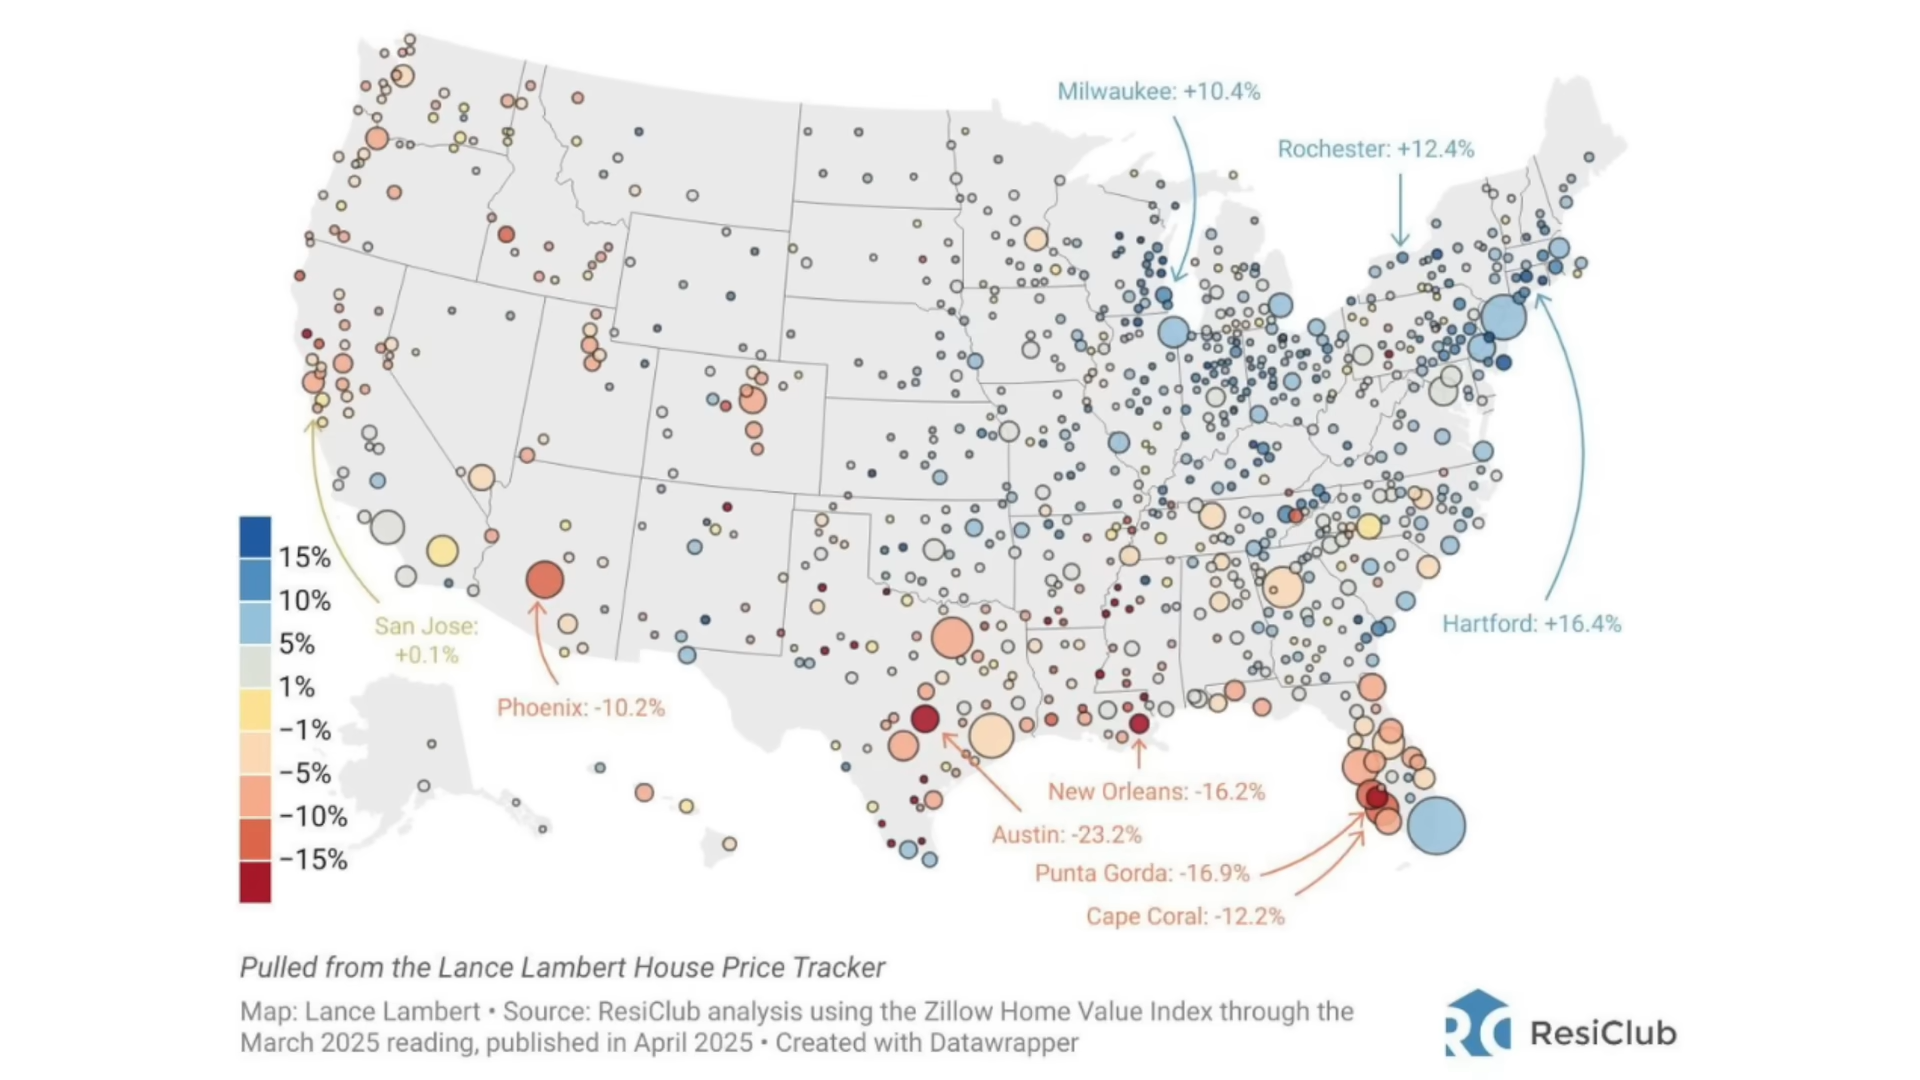 Milwaukee: +10.4%
Rochester: +12.4%
15%
10%
5%
1%
−1%
−5%
−10%
−15%
San Jose:
+0.1%
Phoenix: -10.2%
Hartford: +16.4%
New Orleans: -16.2%
Austin: -23.2%
Punta Gorda: -16.9%
Cape Coral: -12.2%
Pulled from the Lance Lambert House Price Tracker
Map: Lance Lambert • Source: ResiClub analysis using the Zillow Home Value Index through the
March 2025 reading, published in April 2025 • Created with Datawrapper
RC ResiClub